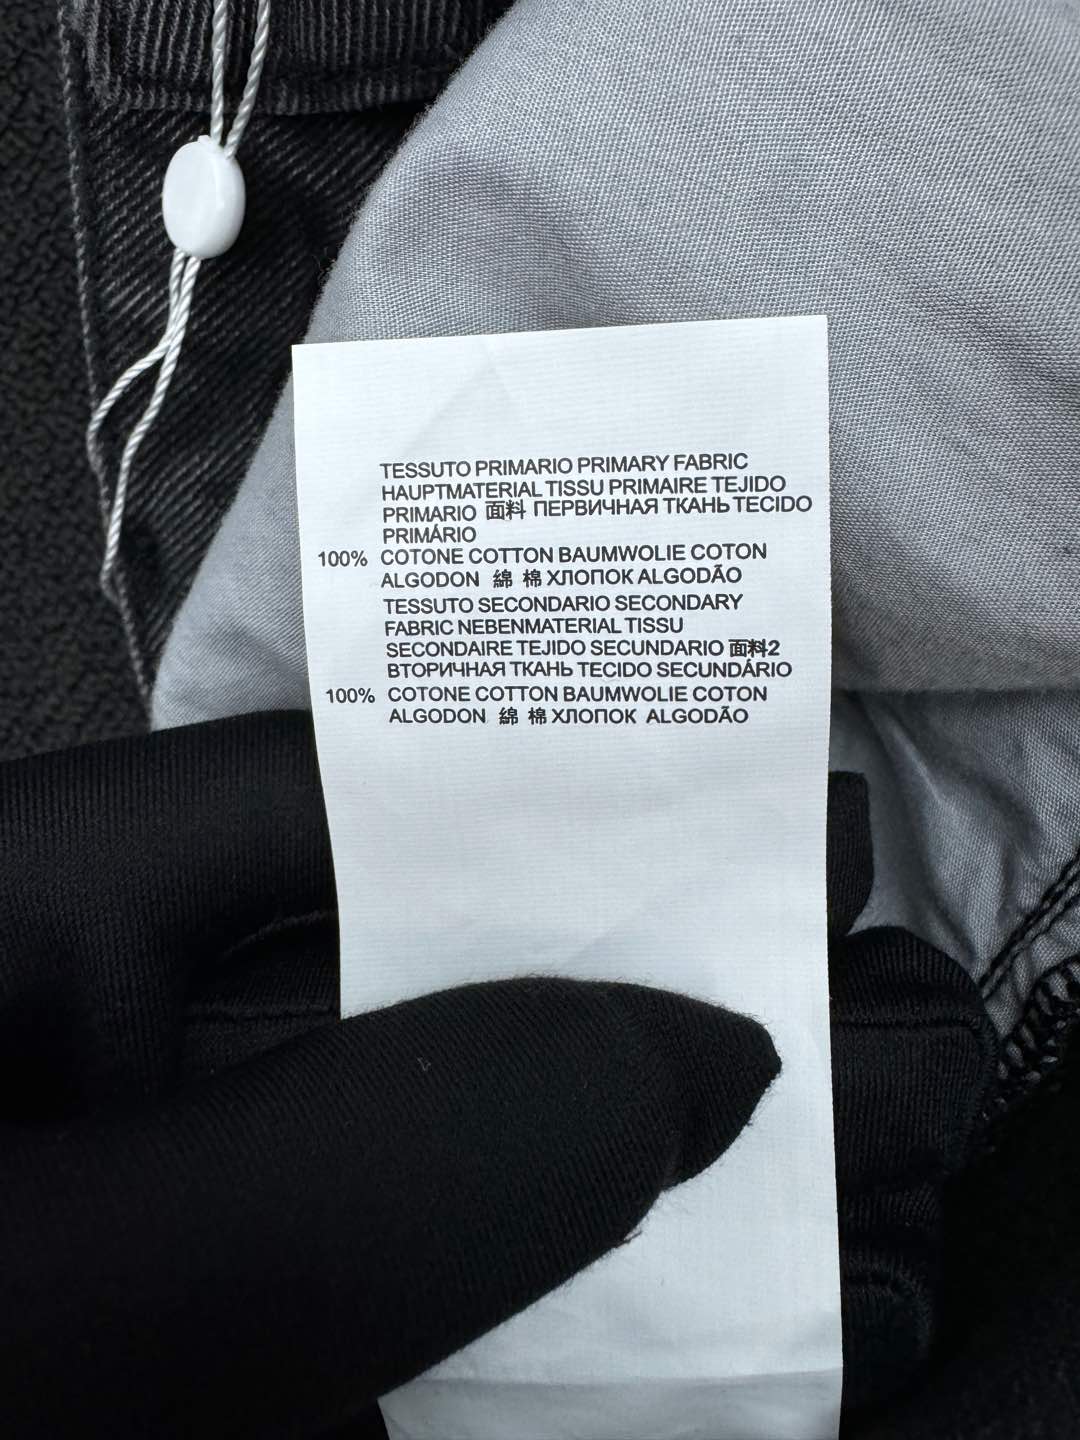 TESSUTO PRIMARIO PRIMARY FABRIC
HAUPTMATERIAL TISSU PRIMAIRE TEJIDO
PRIMARIO 面料 ПЕРВИЧНАЯ ТКАНЬ TECIDO
PRIMÁRIO
100% COTONE COTTON BAUMWOLIE COTON
ALGODON 綿 棉 ХЛОПОК ALGODÃO
TESSUTO SECONDARIO SECONDARY
FABRIC NEBENMATERIAL TISSU
SECONDAIRE TEJIDO SECUNDARIO 面料2
ВТОРИЧНАЯ ТКАНЬ TECIDO SECUNDÁRIO
100% COTONE COTTON BAUMWOLIE COTON
ALGODON 綿 棉 ХЛОПОК ALGODÃO